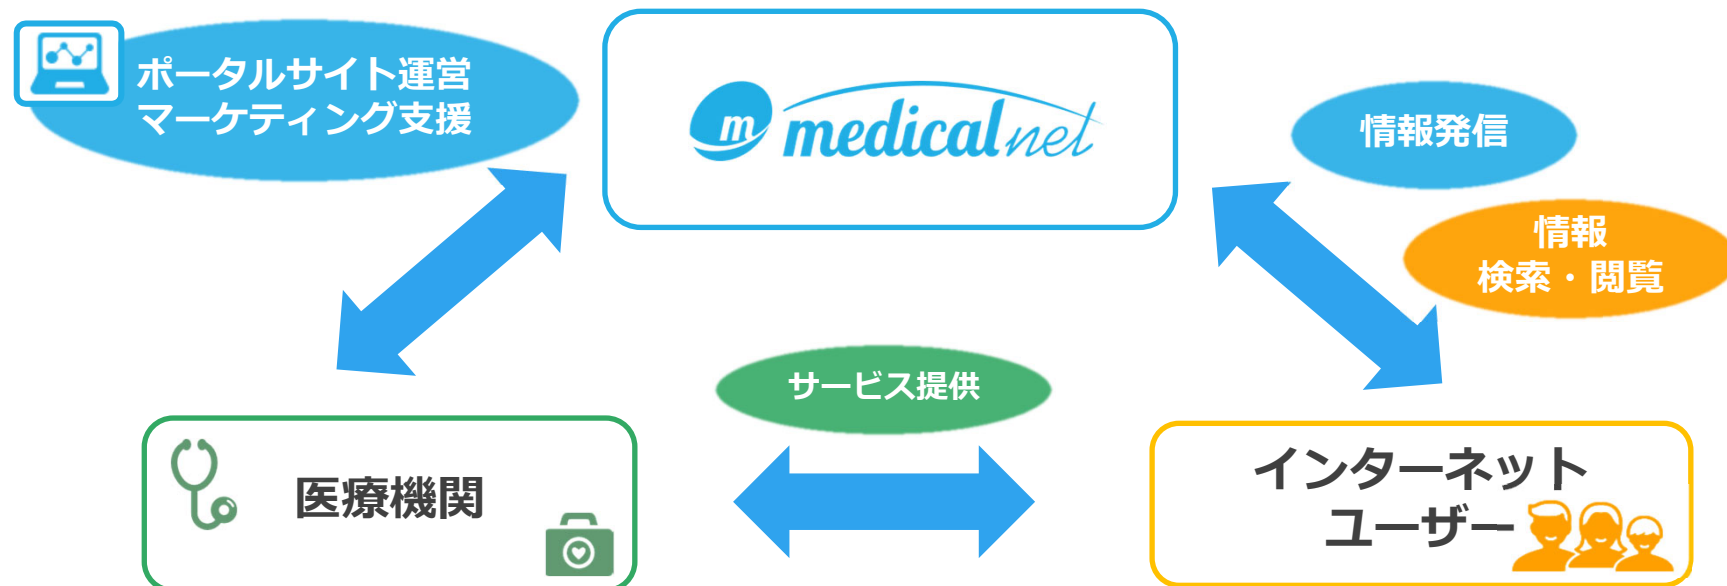 ポータルサイト運営
マーケティング支援
m medicalnet
情報発信
情報
検索・閲覧
サービス提供
医療機関
インターネット
ユーザー